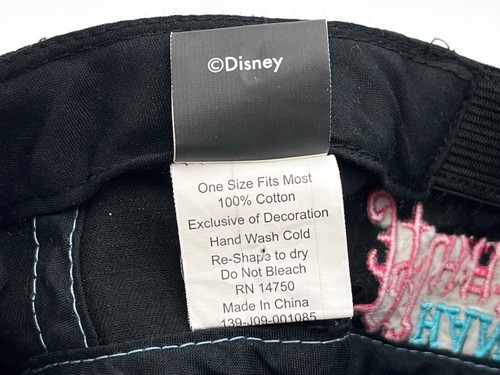 ©Disney
One Size Fits Most
100% Cotton
Exclusive of Decoration
Hand Wash Cold
Re-Shape to dry
Do Not Bleach
RN 14750
Made In China
139-J09-001085